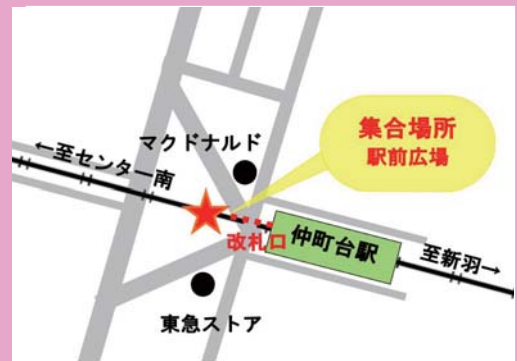 集合場所
駅前広場
マクドナルド
←至センター南
改札口
仲町台駅
至新羽→
東急ストア